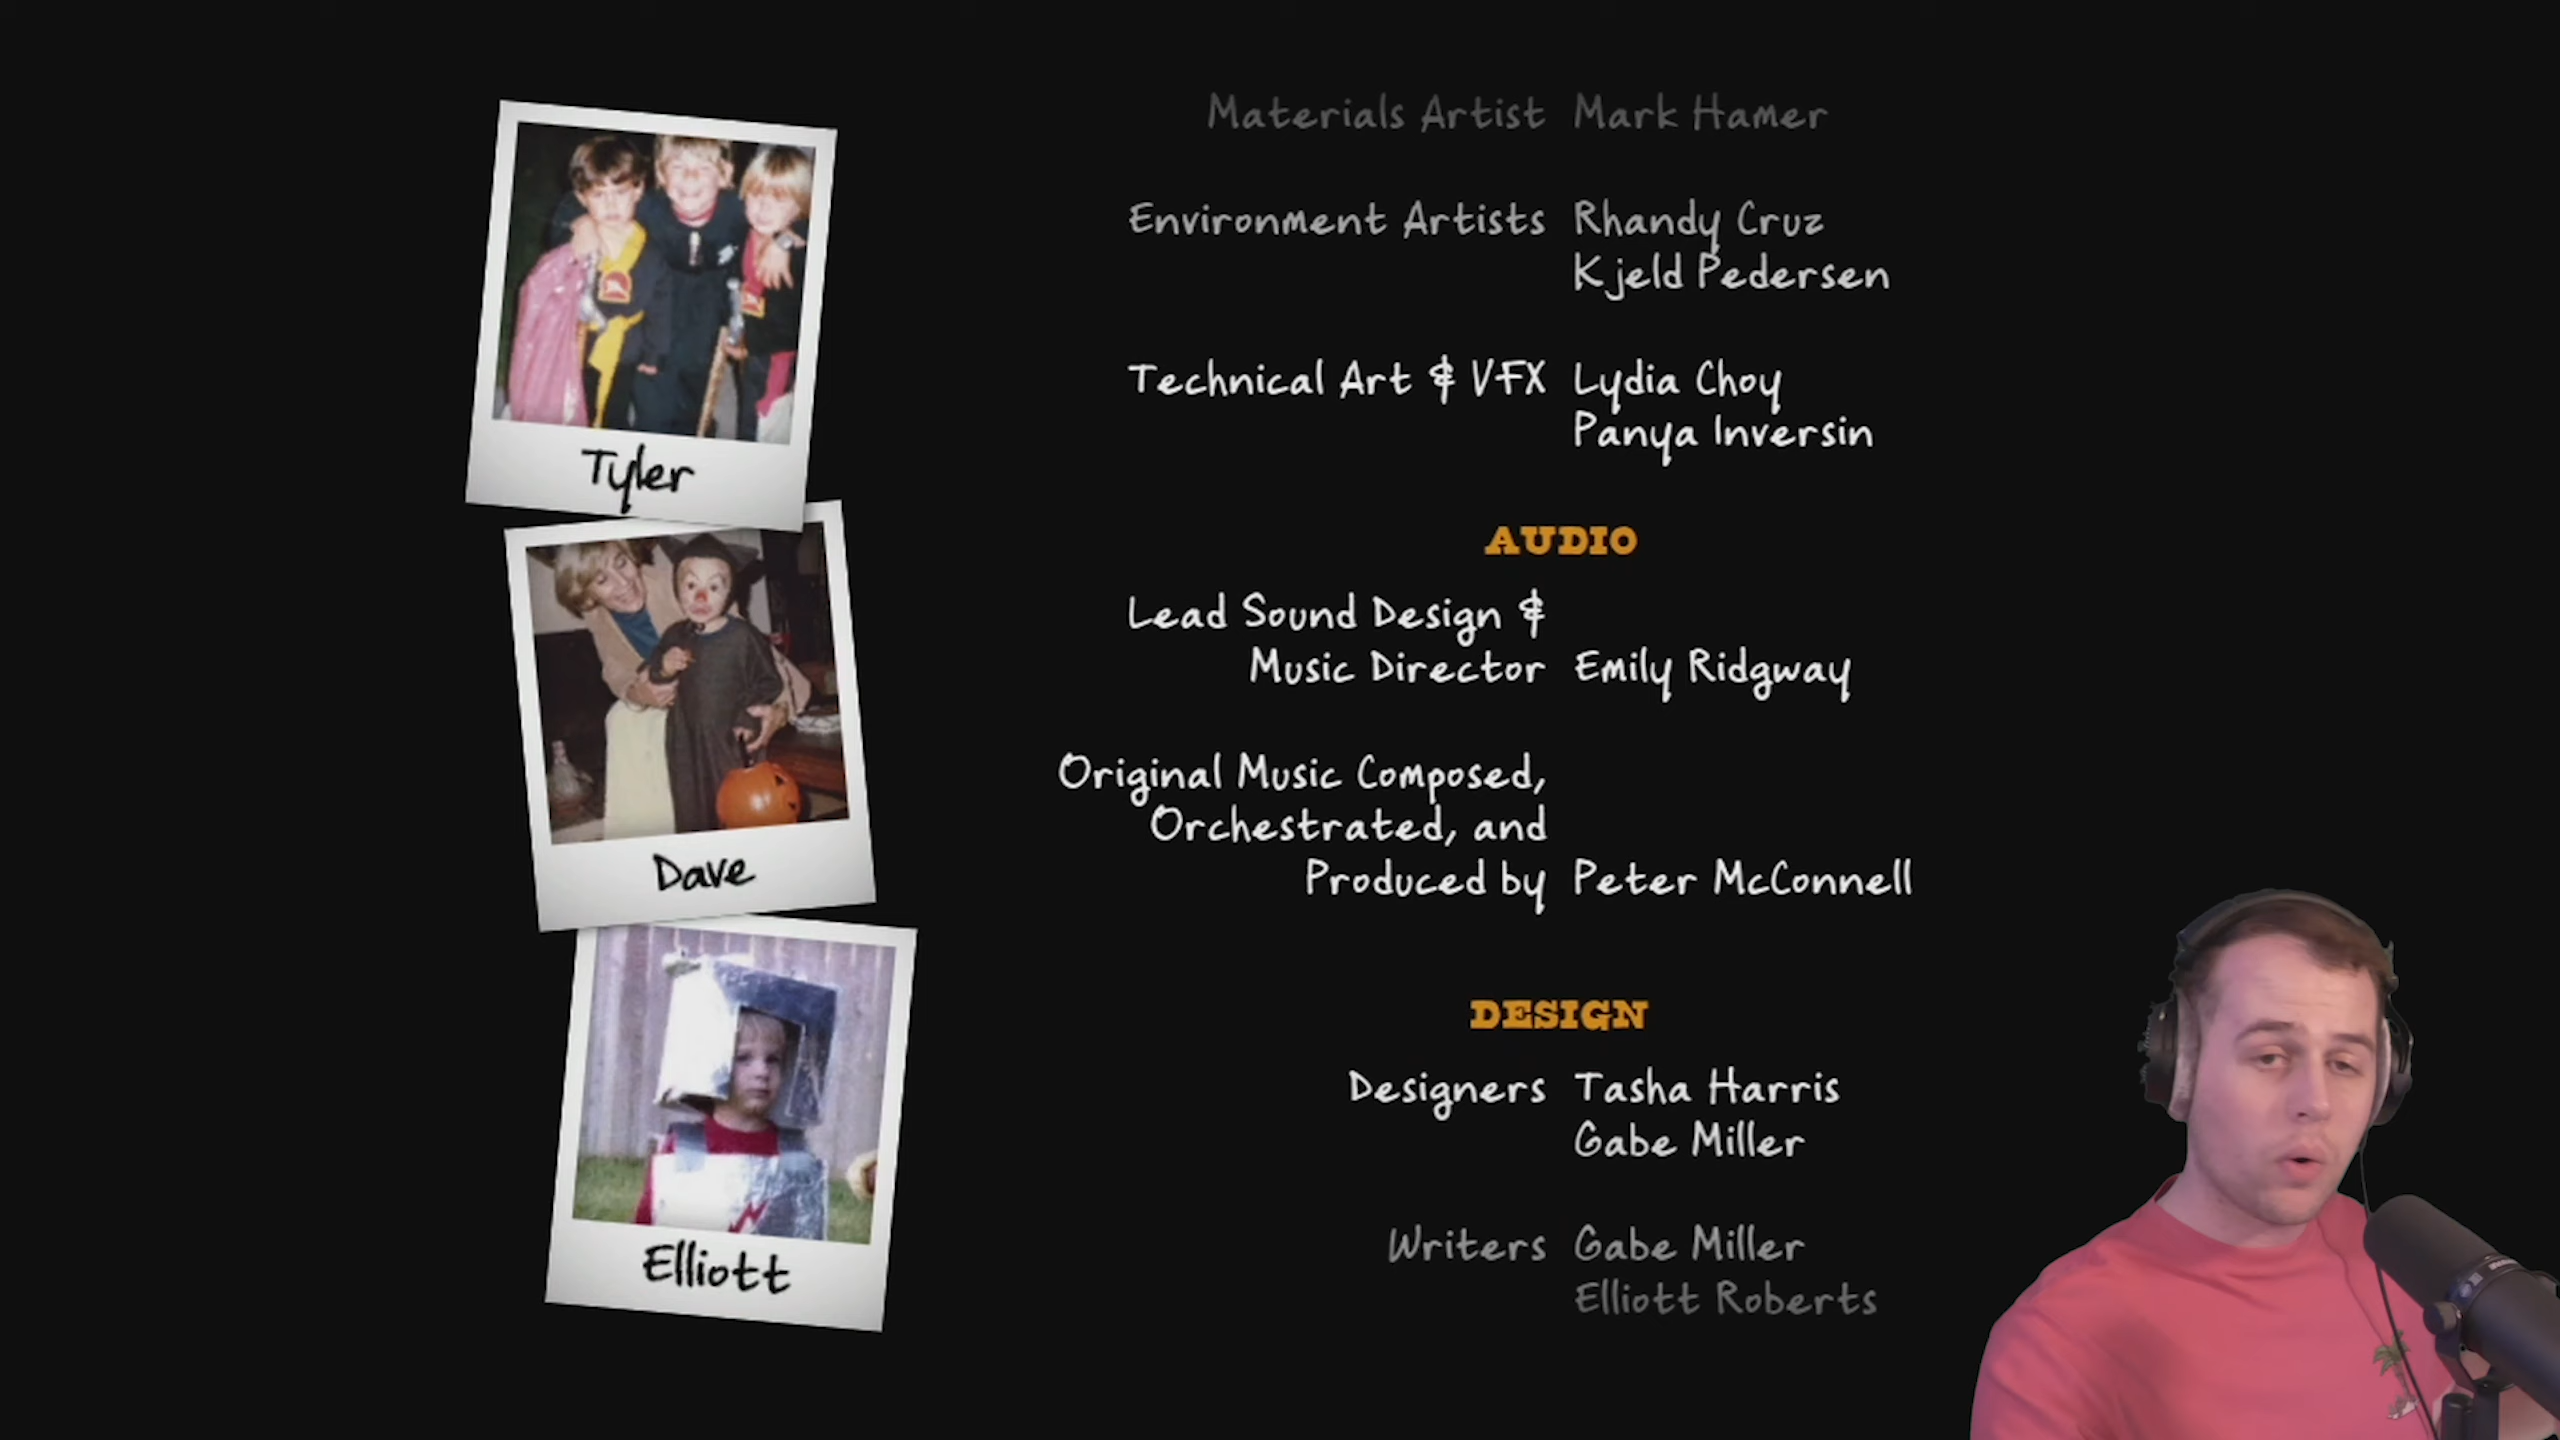 Tyler
Dave
Elliott
Materials Artist Mark Hamer
Environment Artists Rhandy Cruz
Kjeld Pedersen
Technical Art & VFX Lydia Choy
Panya Inversin
AUDIO
Lead Sound Design &
Music Director Emily Ridgway
Original Music Composed,
Orchestrated, and
Produced by Peter McConnell
DESIGN
Designers Tasha Harris
Gabe Miller
Writers Gabe Miller
Elliott Roberts